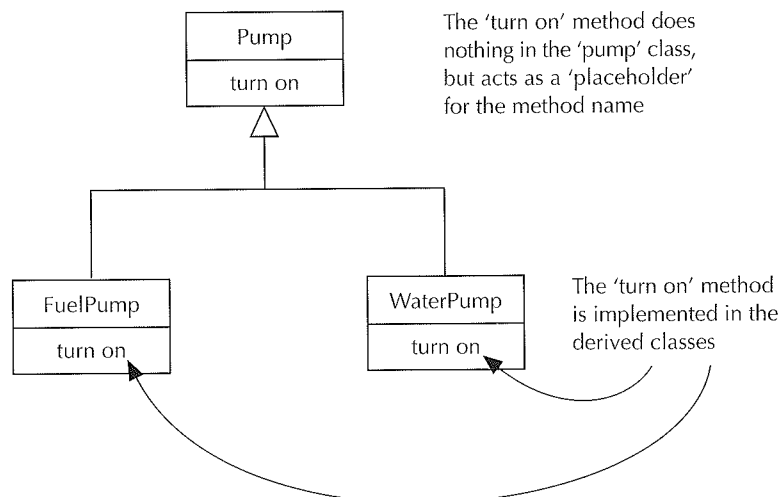 Pump
turn on
The ‘turn on’ method does
nothing in the ‘pump’ class,
but acts as a ‘placeholder’
for the method name
FuelPump
turn on
WaterPump
turn on
The ‘turn on’ method
is implemented in the
derived classes